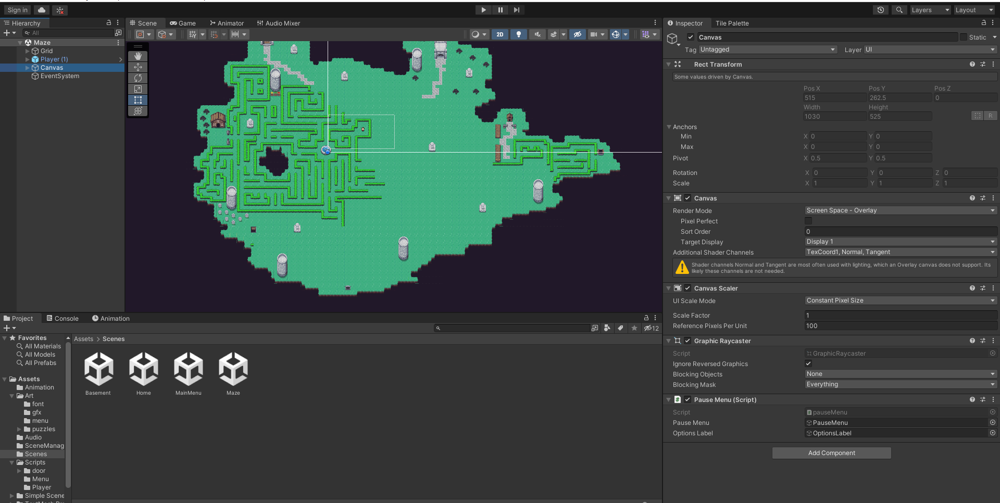 Sign in
Layers
Layout
Hierarchy
All
Maze
Grid
Player (1)
Canvas
EventSystem
Scene
Game
Animator
Audio Mixer
2D
Inspector
Tile Palette
Canvas
Static
Tag
Untagged
Layer
UI
Rect Transform
Some values driven by Canvas.
Pos X
Pos Y
Pos Z
515
262.5
0
Width
Height
1030
525
R
Anchors
Min
X 0
Y 0
Max
X 0
Y 0
Pivot
X 0.5
Y 0.5
Rotation
X 0
Y 0
Z 0
Scale
X 1
Y 1
Z 1
Canvas
Render Mode
Screen Space - Overlay
Pixel Perfect
Sort Order
0
Target Display
Display 1
Additional Shader Channels
TexCoord1, Normal, Tangent
Shader channels Normal and Tangent are most often used with lighting, which an Overlay canvas does not support. Its
likely these channels are not needed.
Canvas Scaler
UI Scale Mode
Constant Pixel Size
Scale Factor
1
Reference Pixels Per Unit
100
Graphic Raycaster
Script
GraphicRaycaster
Ignore Reversed Graphics
Blocking Objects
None
Blocking Mask
Everything
Pause Menu (Script)
Script
pauseMenu
Pause Menu
PauseMenu
Options Label
OptionsLabel
Add Component
Project
Console
Animation
12
Favorites
All Materials
All Models
All Prefabs
Assets
Animation
Art
font
gfx
menu
puzzles
Audio
SceneManag
Scenes
Scripts
door
Menu
Player
Simple Scene
Assets > Scenes
Basement
Home
MainMenu
Maze